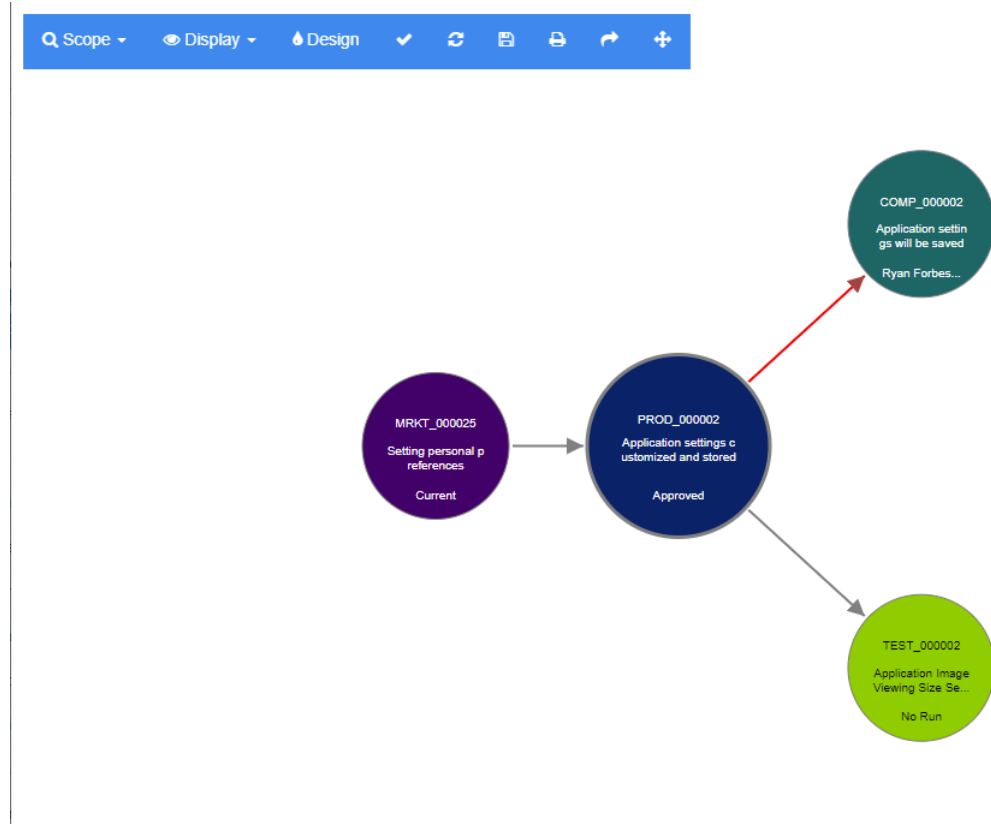 Scope Display Design
COMP_000002
Application settin
gs will be saved
Ryan Forbes...
MRKT_000025
Setting personal p
references
Current
PROD_000002
Application settings c
ustomized and stored
Approved
TEST_000002
Application Image
Viewing Size Se...
No Run